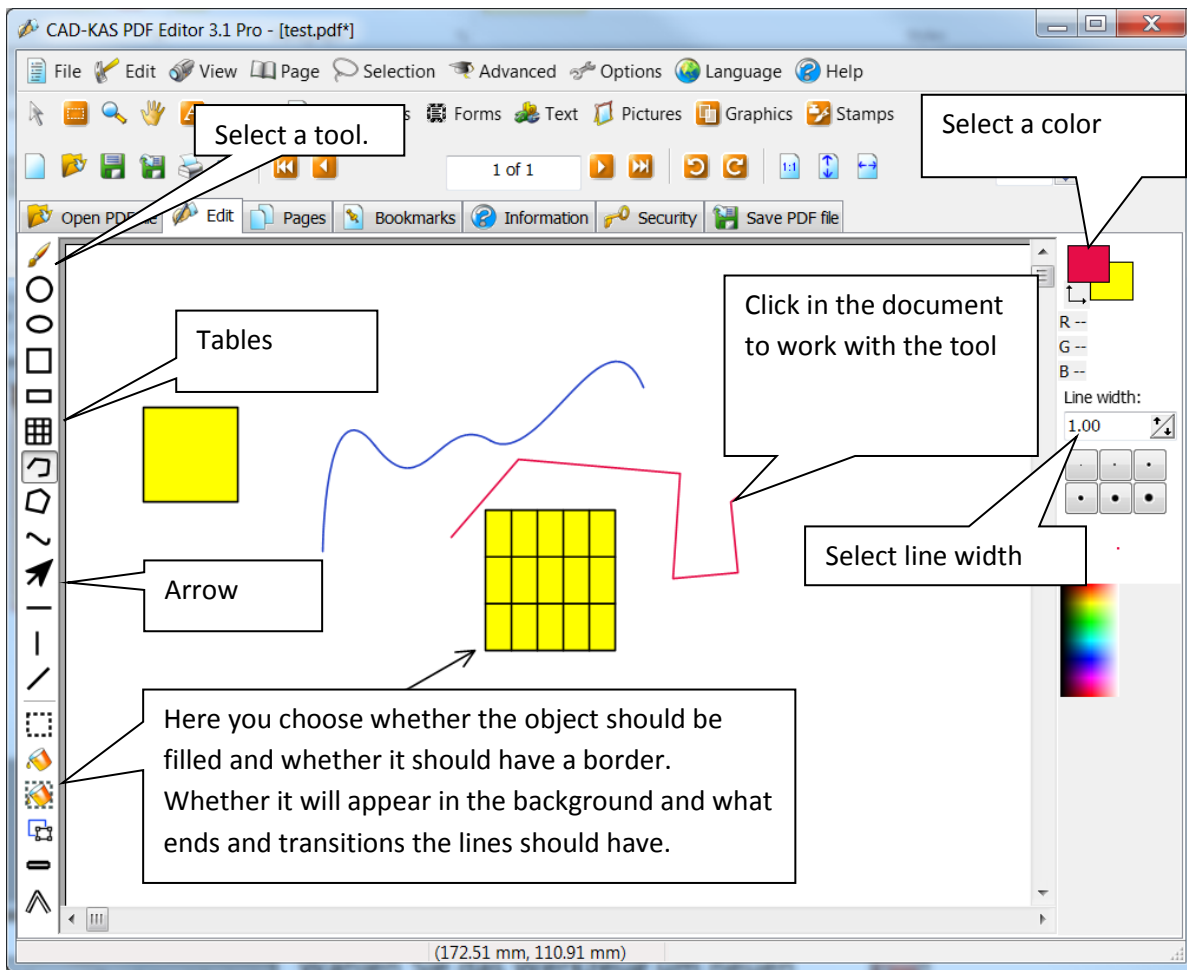 CAD-KAS PDF Editor 3.1 Pro - [test.pdf*]
File Edit View Page Selection Advanced Options Language Help
Forms Text Pictures Graphics Stamps
Select a tool.
Select a color
1 of 1
1:1
Open PDF Edit Pages Bookmarks Information Security Save PDF file
Click in the document
to work with the tool
Tables
R --
G --
B --
Line width:
1.00
Select line width
Arrow
Here you choose whether the object should be
filled and whether it should have a border.
Whether it will appear in the background and what
ends and transitions the lines should have.
(172.51 mm, 110.91 mm)